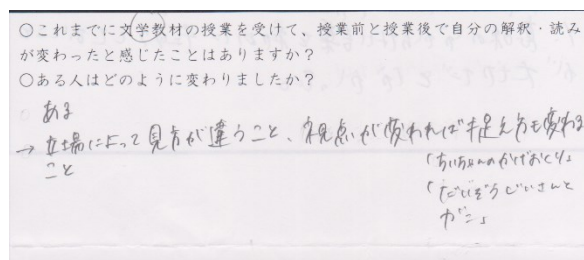 ○これまでに文学教材の授業を受けて、授業前と授業後で自分の解釈・読み
が変わったと感じたことはありますか？
○ある人はどのように変わりましたか？
ある
→立場によって見方が違うこと、視点が変われば捉え方も変わる
こと
「ちいちゃんのかげおくり」
「だいぞうじいさんと
ガン」